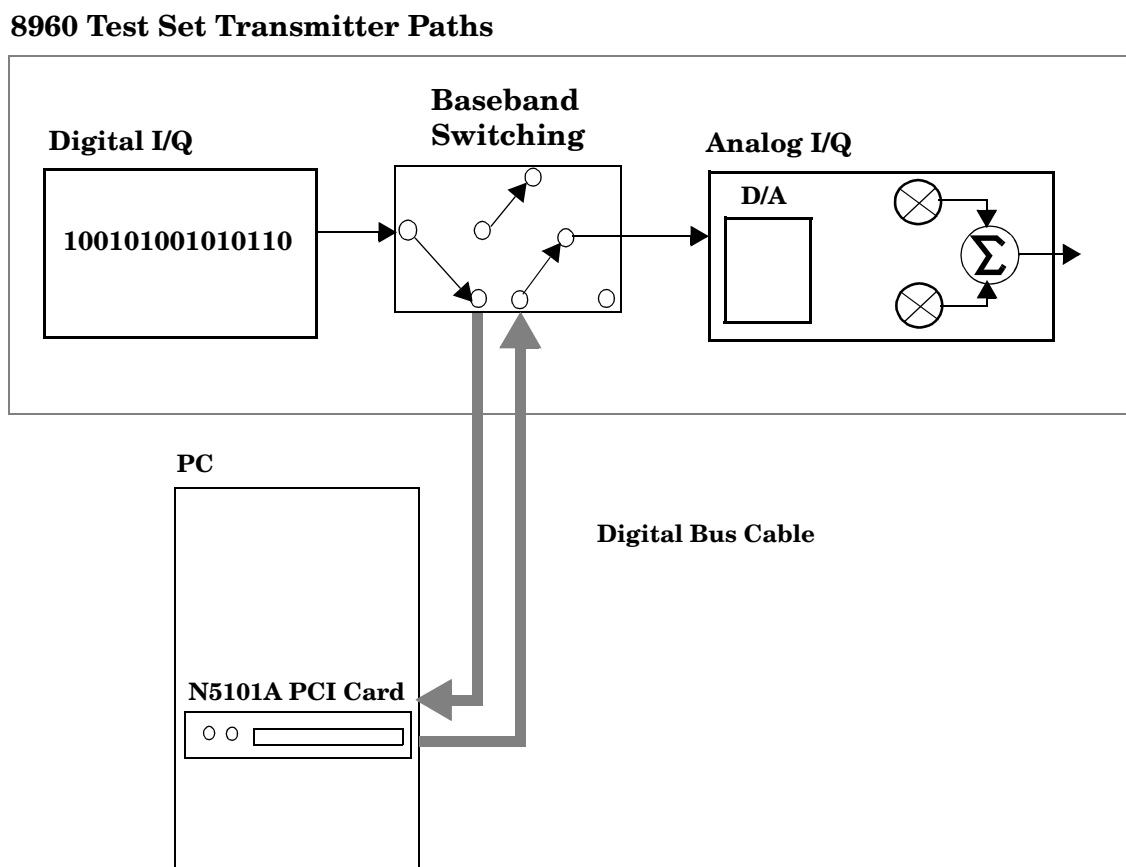 8960 Test Set Transmitter Paths
Baseband
Switching
Digital I/Q
Analog I/Q
D/A
100101001010110
Σ
PC
Digital Bus Cable
N5101A PCI Card